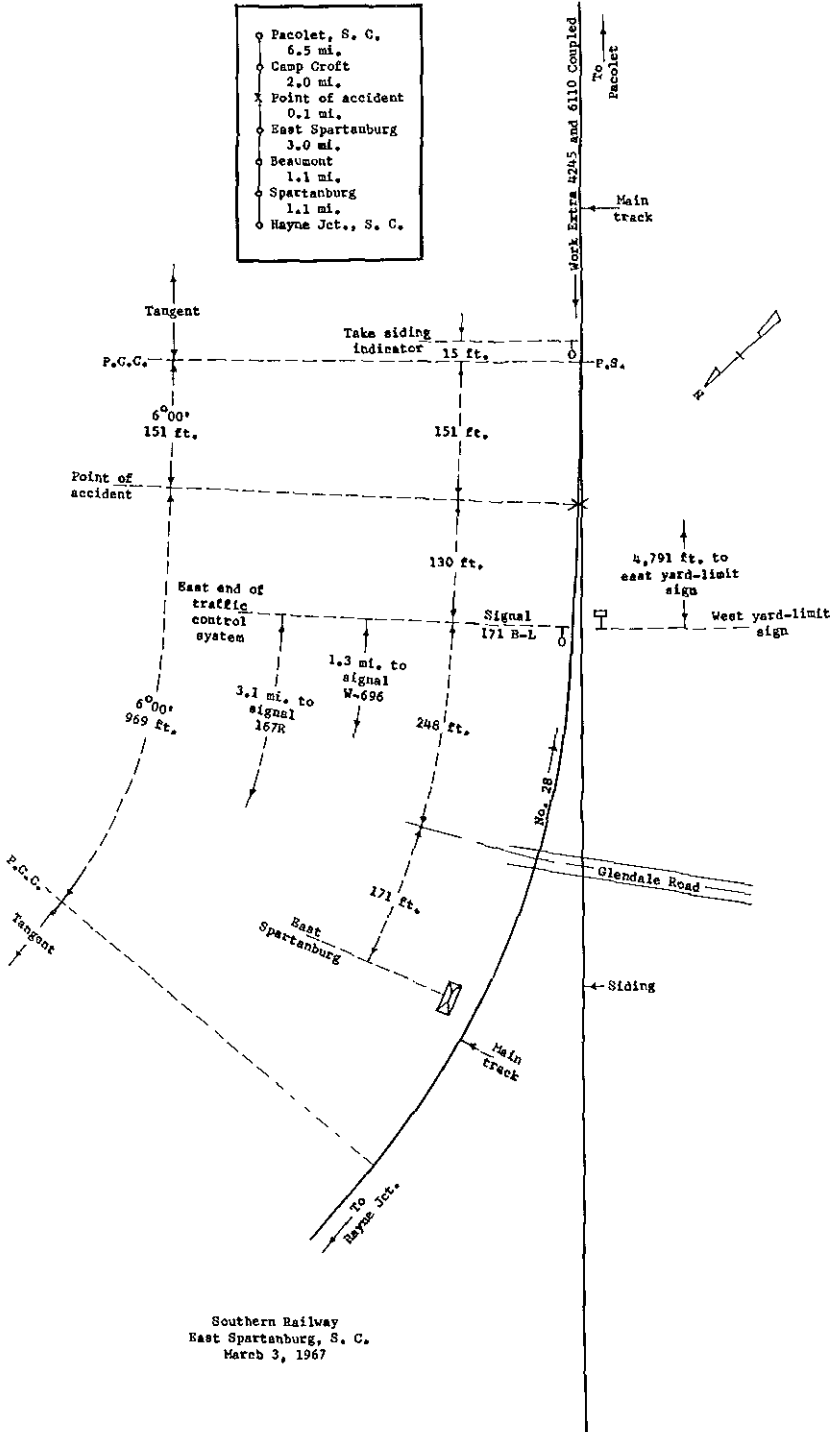 Pacolet, S. C.
6.5 mi.
Camp Croft
2.0 mi.
Point of accident
0.1 mi.
East Spartanburg
3.0 mi.
Beaumont
1.1 mi.
Spartanburg
1.1 mi.
Hayne Jct., S. C.
To
Pacolet
Work Extra 4245 and 6110 Coupled
Main
track
Tangent
Take siding
indicator
15 ft.
P.C.C.
P.S.
N
6°00'
151 ft.
151 ft.
Point of
accident
130 ft.
4,791 ft. to
east yard-limit
sign
East end of
traffic
control
system
Signal
171 B-L
West yard-limit
sign
1.3 mi. to
signal
W-696
3.1 mi. to
signal
167R
6°00'
969 ft.
248 ft.
No. 28
Glendale Road
P.C.C.
Tangent
171 ft.
East
Spartanburg
Siding
Main
track
To
Hayne Jct.
Southern Railway
East Spartanburg, S. C.
March 3, 1967